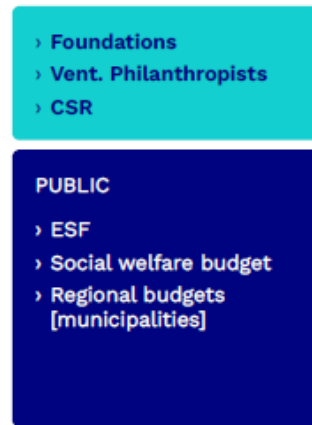 › Foundations
› Vent. Philanthropists
› CSR
PUBLIC
› ESF
› Social welfare budget
› Regional budgets
[municipalities]